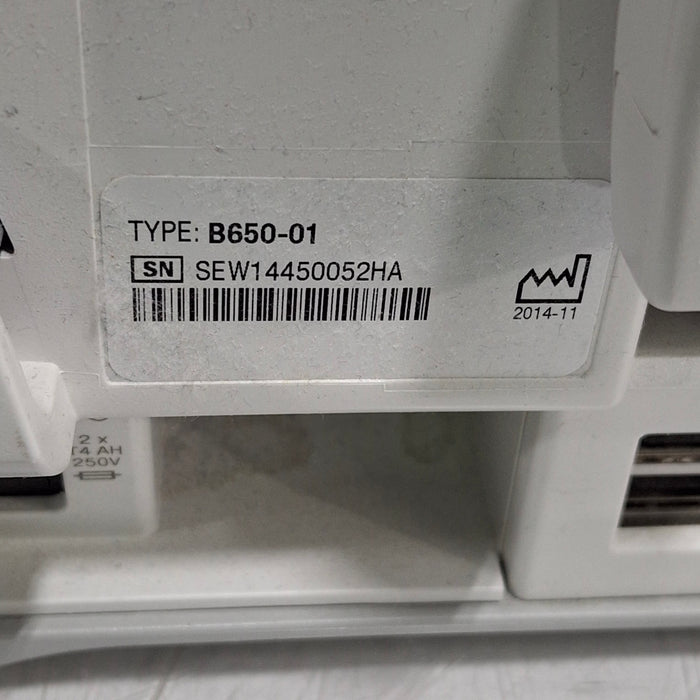 TYPE: B650-01
SN SEW14450052HA
2014-11
2 x
T4 AH
250V